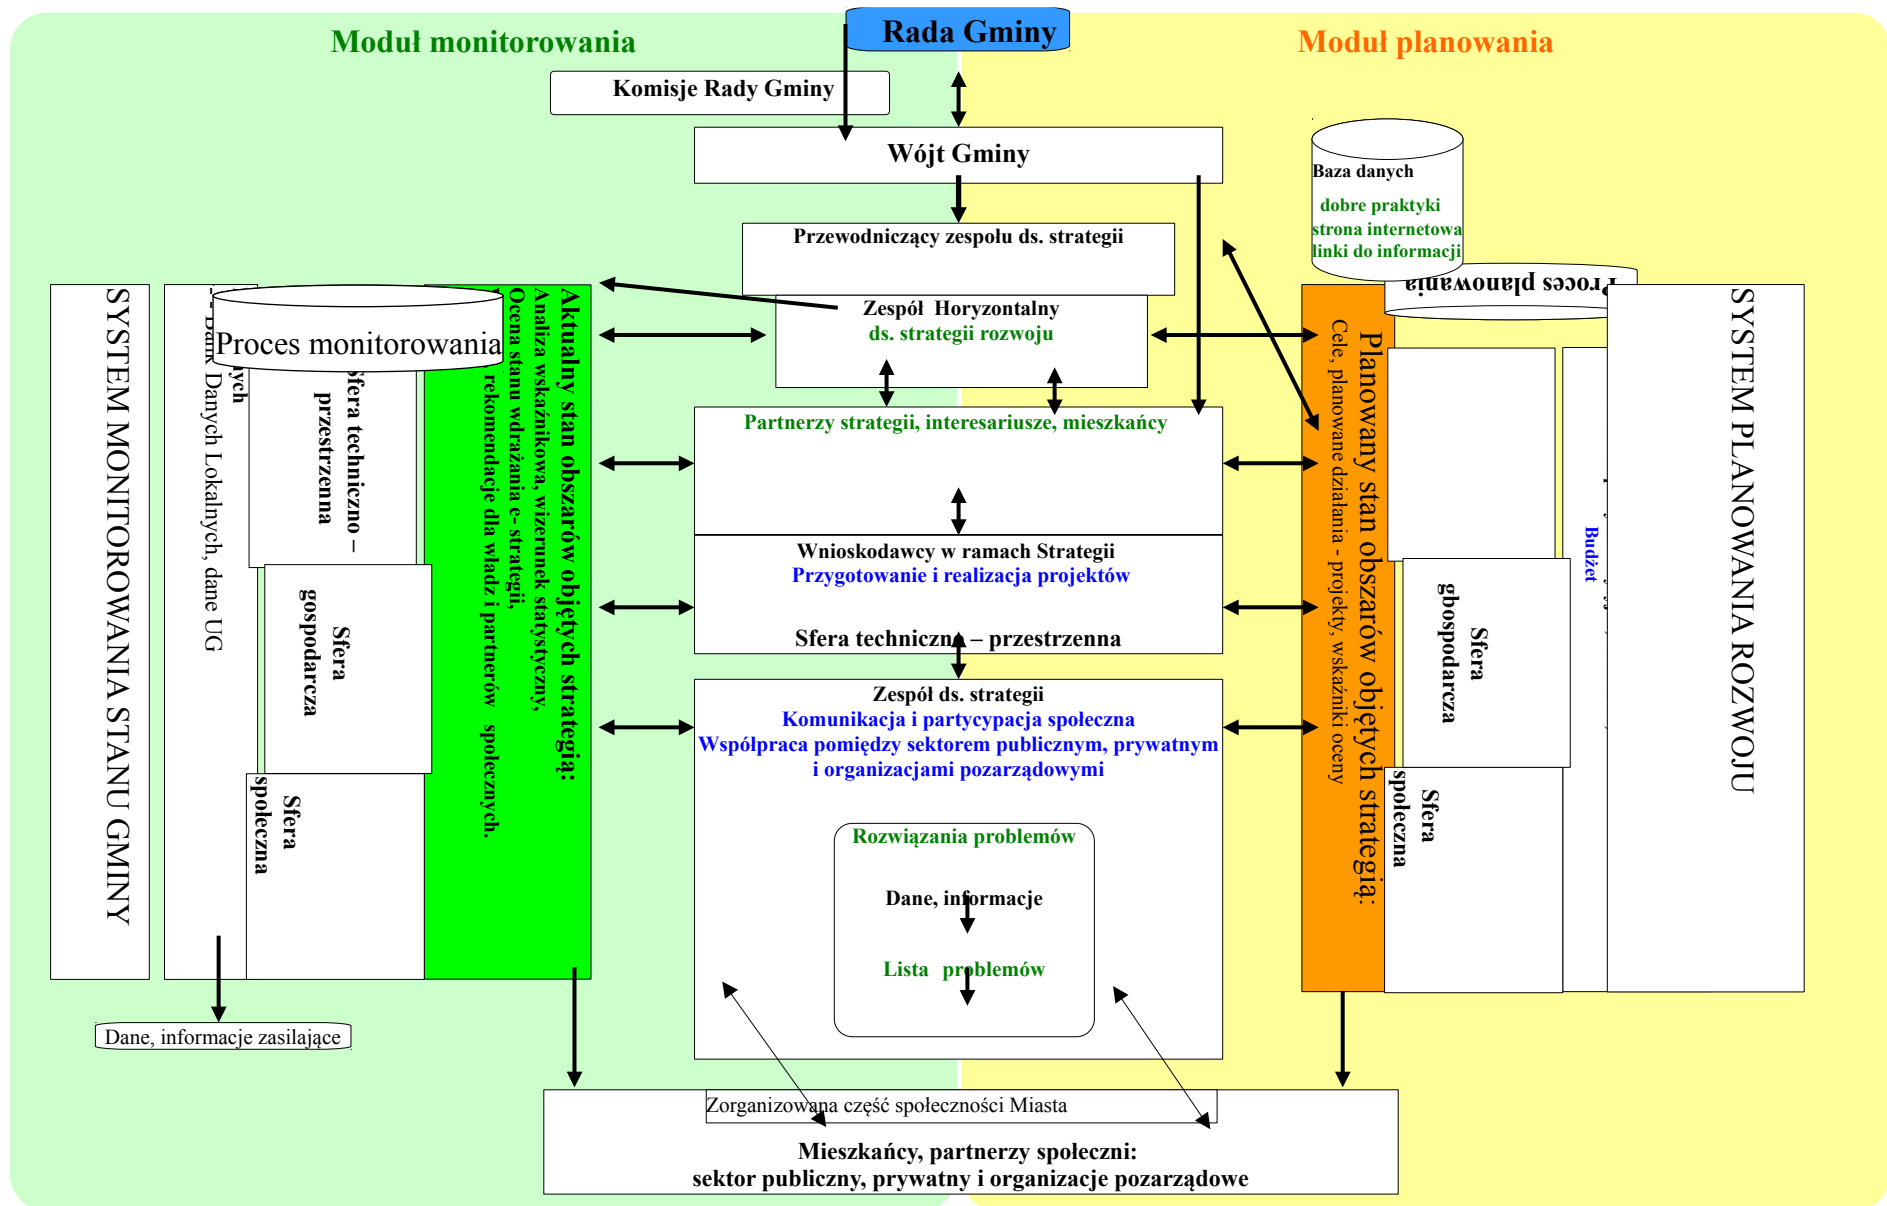 Moduł monitorowania
Rada Gminy
Moduł planowania
Komisje Rady Gminy
Wójt Gminy
Baza danych
dobre praktyki
strona internetowa
linki do informacji
Przewodniczący zespołu ds. strategii
Proces planowania
Zespół Horyzontalny
ds. strategii rozwoju
SYSTEM MONITOROWANIA STANU GMINY
Bank Danych Lokalnych, dane UG
Proces monitorowania
Sfera techniczno –
przestrzenna
Sfera
gospodarcza
Sfera
społeczna
Aktualny stan obszarów objętych strategią:
Analiza wskaźnikowa, wizerunek statystyczny,
Ocena stanu wdrażania e- strategii,
rekomendacje dla władz i partnerów społecznych.
Partnerzy strategii, interesariusze, mieszkańcy
Wnioskodawcy w ramach Strategii
Przygotowanie i realizacja projektów
Sfera techniczno – przestrzenna
Zespół ds. strategii
Komunikacja i partycypacja społeczna
Współpraca pomiędzy sektorem publicznym, prywatnym
i organizacjami pozarządowymi
Rozwiązania problemów
Dane, informacje
Lista problemów
Planowany stan obszarów objętych strategią:
Cele, planowane działania - projekty, wskaźniki oceny
Sfera
gbospodarcza
Sfera
społeczna
Budżet
SYSTEM PLANOWANIA ROZWOJU
Dane, informacje zasilające
Zorganizowana część społeczności Miasta
Mieszkańcy, partnerzy społeczni:
sektor publiczny, prywatny i organizacje pozarządowe